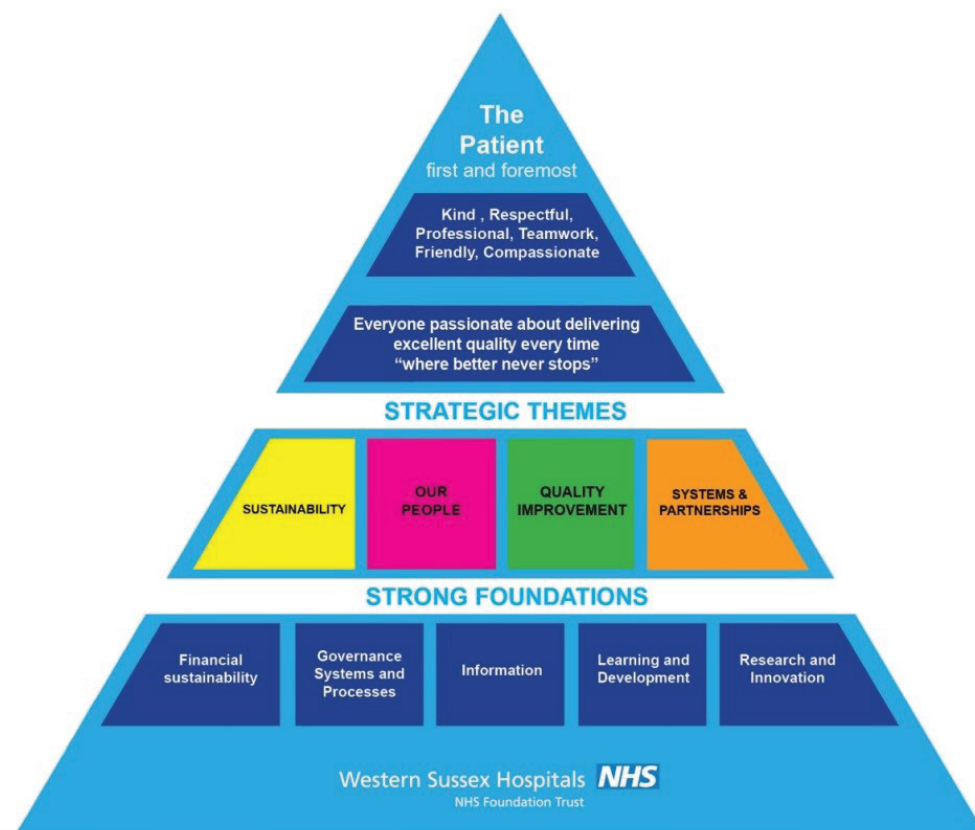 The
Patient
first and foremost
Kind , Respectful,
Professional, Teamwork,
Friendly, Compassionate
Everyone passionate about delivering
excellent quality every time
“where better never stops”
STRATEGIC THEMES
SUSTAINABILITY
OUR
PEOPLE
QUALITY
IMPROVEMENT
SYSTEMS &
PARTNERSHIPS
STRONG FOUNDATIONS
Financial
sustainability
Governance
Systems and
Processes
Information
Learning and
Development
Research and
Innovation
Western Sussex Hospitals NHS
NHS Foundation Trust